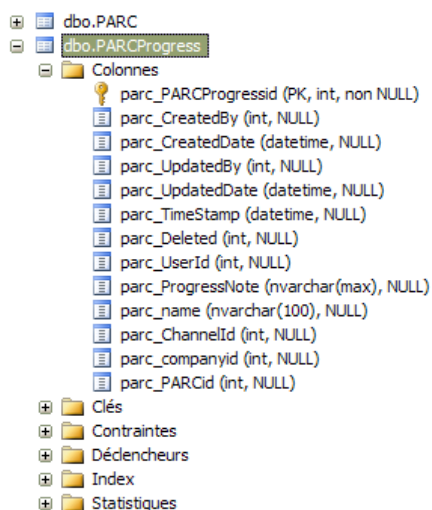 dbo.PARC
dbo.PARCProgress
Colonnes
parc_PARCProgressid (PK, int, non NULL)
parc_CreatedBy (int, NULL)
parc_CreatedDate (datetime, NULL)
parc_UpdatedBy (int, NULL)
parc_UpdatedDate (datetime, NULL)
parc_TimeStamp (datetime, NULL)
parc_Deleted (int, NULL)
parc_UserId (int, NULL)
parc_ProgressNote (nvarchar(max), NULL)
parc_name (nvarchar(100), NULL)
parc_ChannelId (int, NULL)
parc_companyid (int, NULL)
parc_PARCid (int, NULL)
Clés
Contraintes
Déclencheurs
Index
Statistiques